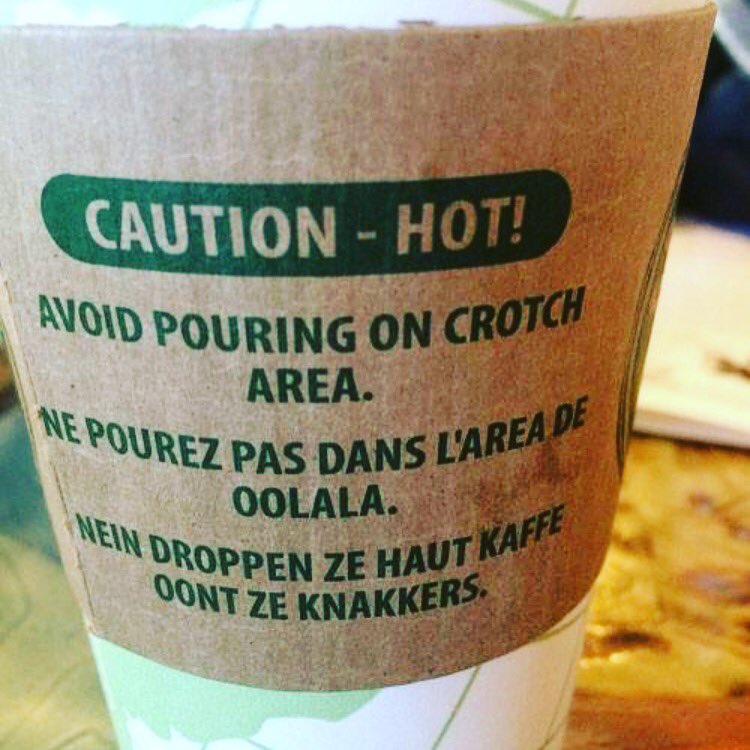 CAUTION - HOT!
AVOID POURING ON CROTCH
AREA.
NE POUREZ PAS DANS L'AREA DE
OOLALA.
NEIN DROPPEN ZE HAUT KAFFE
OONT ZE KNAKKERS.